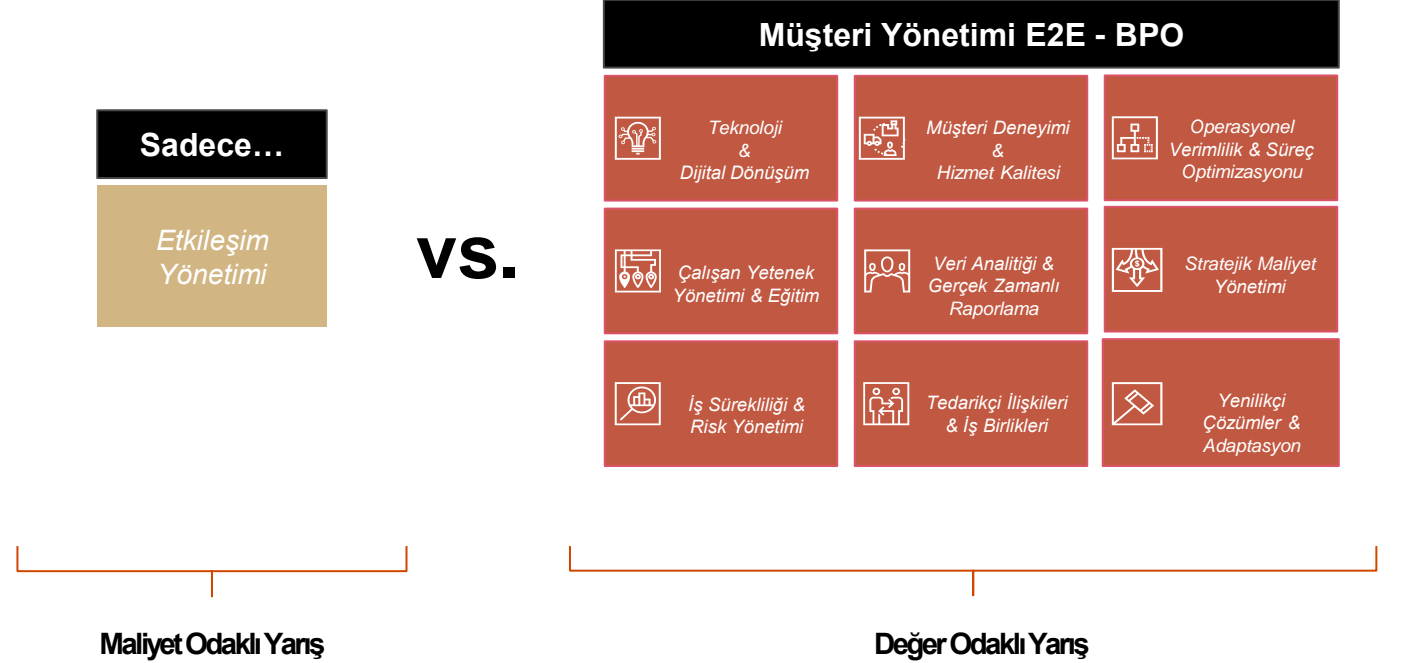 Sadece…
Etkileşim
Yönetimi
vs.
Müşteri Yönetimi E2E - BPO
Teknoloji
&
Dijital Dönüşüm
Müşteri Deneyimi
&
Hizmet Kalitesi
Operasyonel
Verimlilik & Süreç
Optimizasyonu
Çalışan Yetenek
Yönetimi & Eğitim
Veri Analitiği &
Gerçek Zamanlı
Raporlama
Stratejik Maliyet
Yönetimi
İş Sürekliliği &
Risk Yönetimi
Tedarikçi İlişkileri
& İş Birlikleri
Yenilikçi
Çözümler &
Adaptasyon
Maliyet Odaklı Yarış
Değer Odaklı Yarış